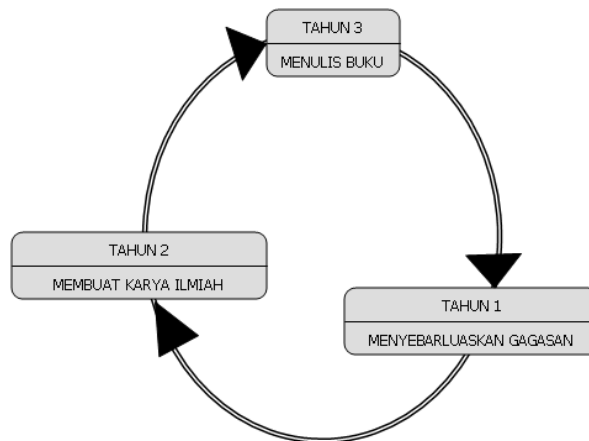 TAHUN 3
MENULIS BUKU
TAHUN 2
MEMBUAT KARYA ILMIAH
TAHUN 1
MENYEBARLUASKAN GAGASAN